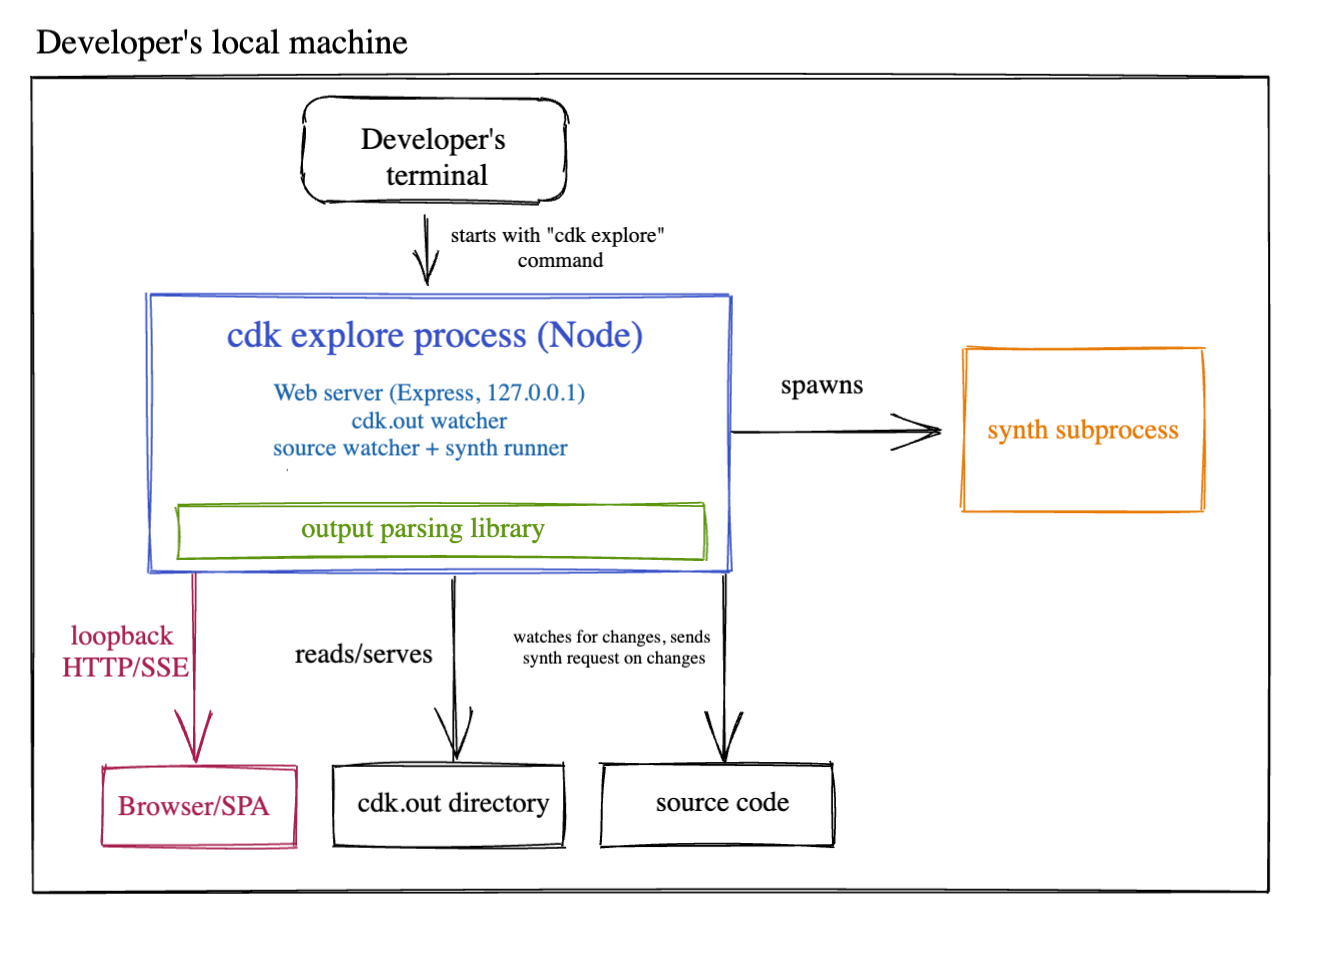 Developer's local machine
Developer's
terminal
starts with "cdk explore"
command
cdk explore process (Node)
Web server (Express, 127.0.0.1)
cdk.out watcher
source watcher + synth runner
output parsing library
spawns
synth subprocess
loopback
HTTP/SSE
reads/serves
watches for changes, sends
synth request on changes
Browser/SPA
cdk.out directory
source code